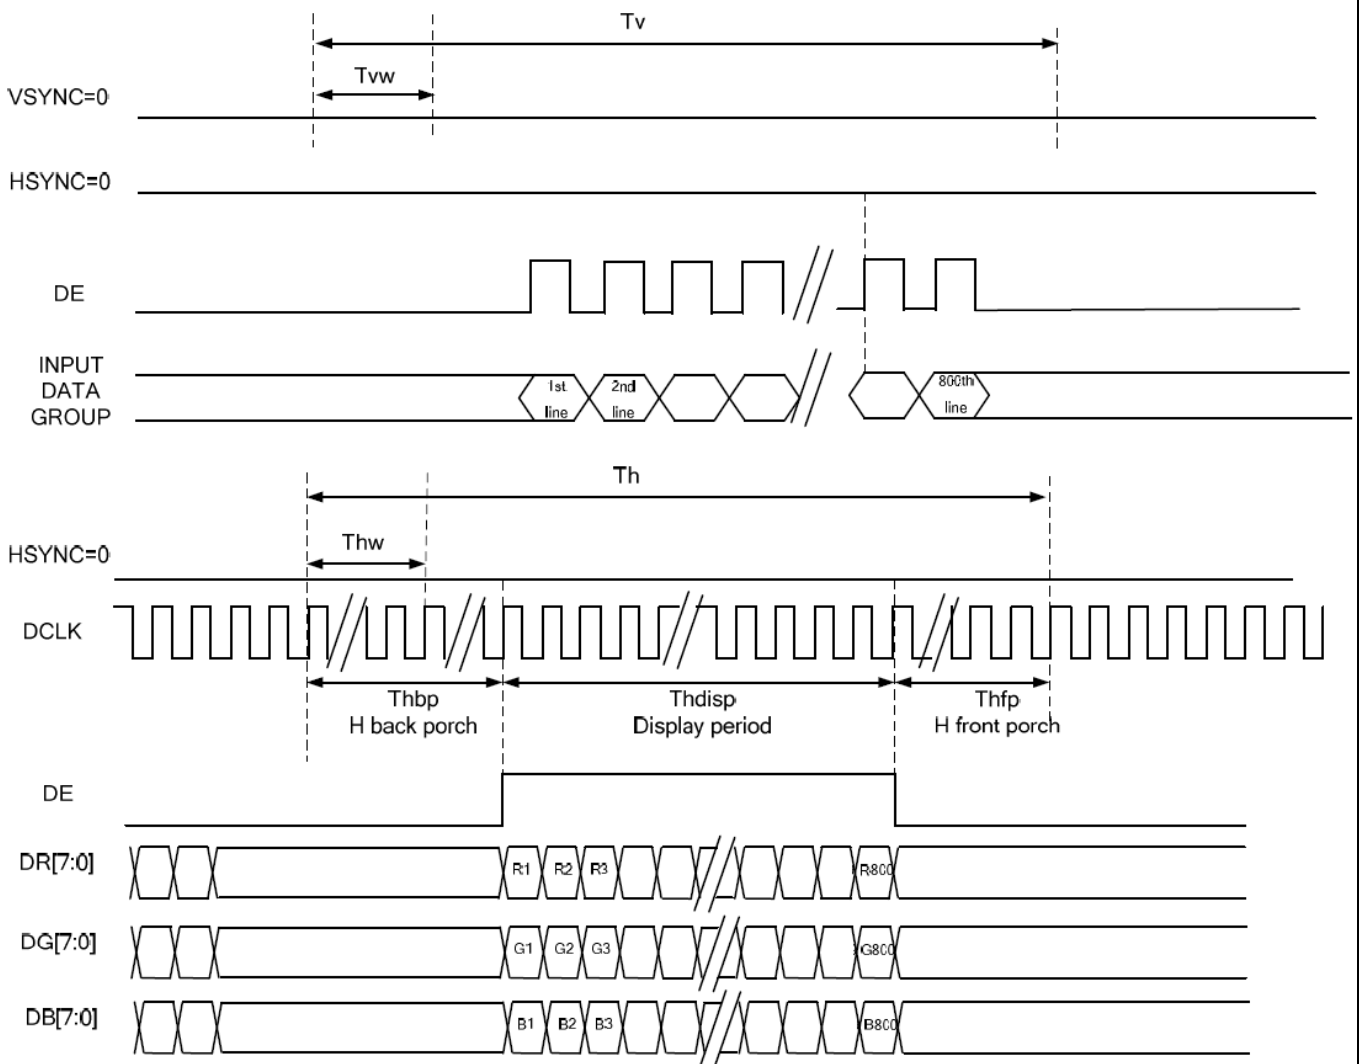 Tv
Tvw
VSYNC=0
HSYNC=0
DE
INPUT
DATA
GROUP
1st
line
2nd
line
800th
line
Th
Thw
HSYNC=0
DCLK
Thbp
H back porch
Thdisp
Display period
Thfp
H front porch
DE
DR[7:0] R1 R2 R3 R800
DG[7:0] G1 G2 G3 G800
DB[7:0] B1 B2 B3 B800